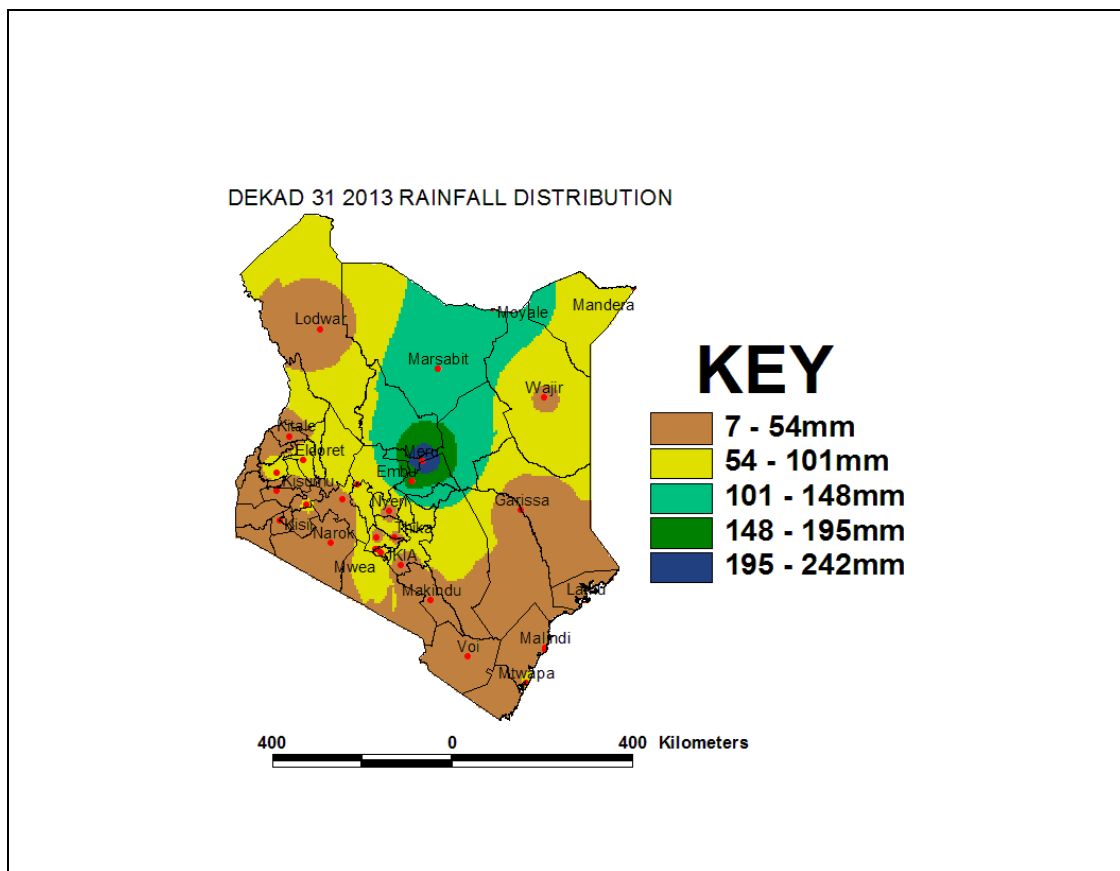 DEKAD 31 2013 RAINFALL DISTRIBUTION
Moyale
Mandera
Lodwar
Marsabit
Wajir
Kitale
Eldoret
Meru
Embu
Kisumu
Nyeri
Garissa
Kisii
Thika
Narok
JKIA
Mwea
Makindu
Lamu
Malindi
Voi
Mtwapa
KEY
7 - 54mm
54 - 101mm
101 - 148mm
148 - 195mm
195 - 242mm
400 0 400 Kilometers